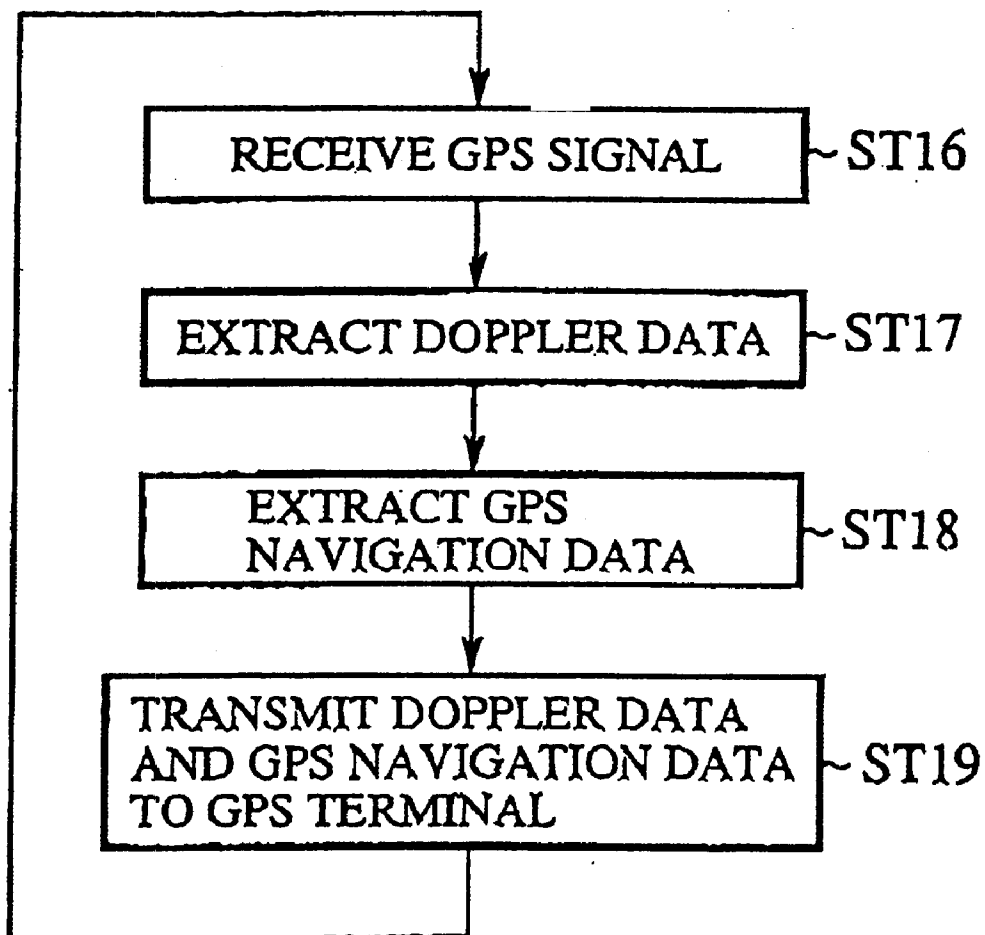 RECEIVE GPS SIGNAL
~ST16
EXTRACT DOPPLER DATA
~ST17
EXTRACT GPS
NAVIGATION DATA
~ST18
TRANSMIT DOPPLER DATA
AND GPS NAVIGATION DATA
TO GPS TERMINAL
~ST19